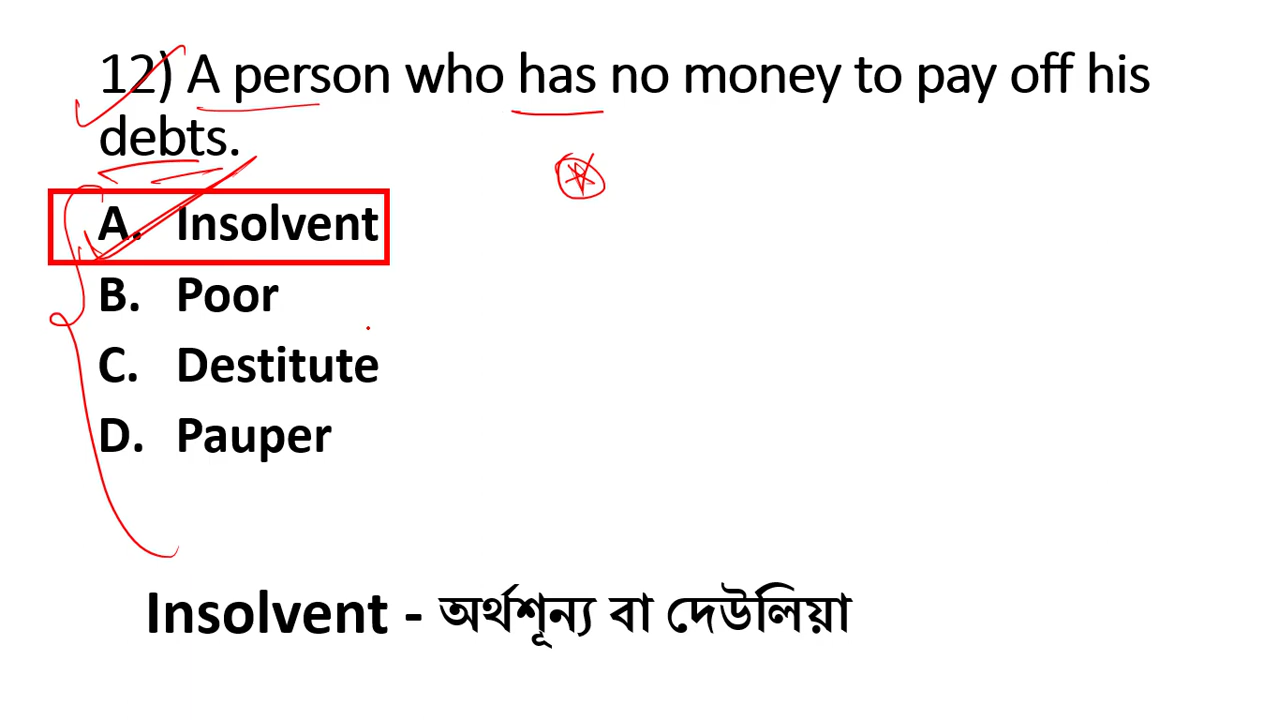 12) A person who has no money to pay off his
debts.
A. Insolvent
B. Poor
C. Destitute
D. Pauper
Insolvent - অর্থশূন্য বা দেউলিয়া